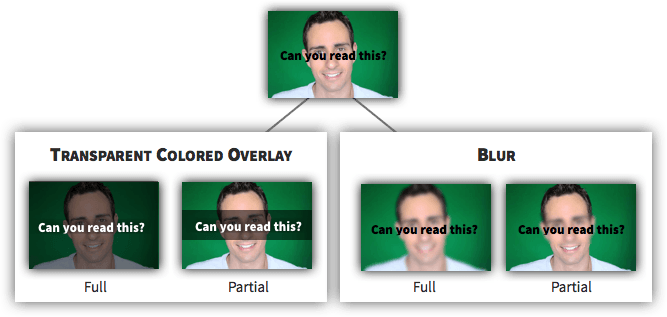 Can you read this?
Transparent Colored Overlay
Can you read this?
Full
Can you read this?
Partial
Blur
Can you read this?
Full
Can you read this?
Partial